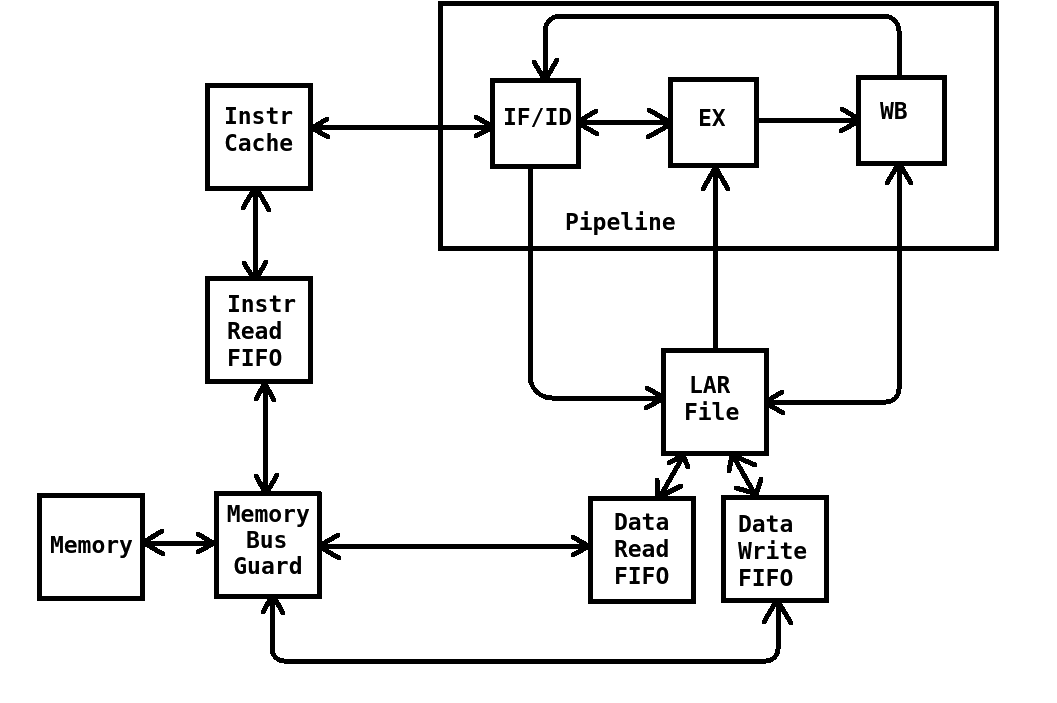 Instr
Cache
IF/ID
EX
WB
Pipeline
Instr
Read
FIFO
LAR
File
Memory
Memory
Bus
Guard
Data
Read
FIFO
Data
Write
FIFO